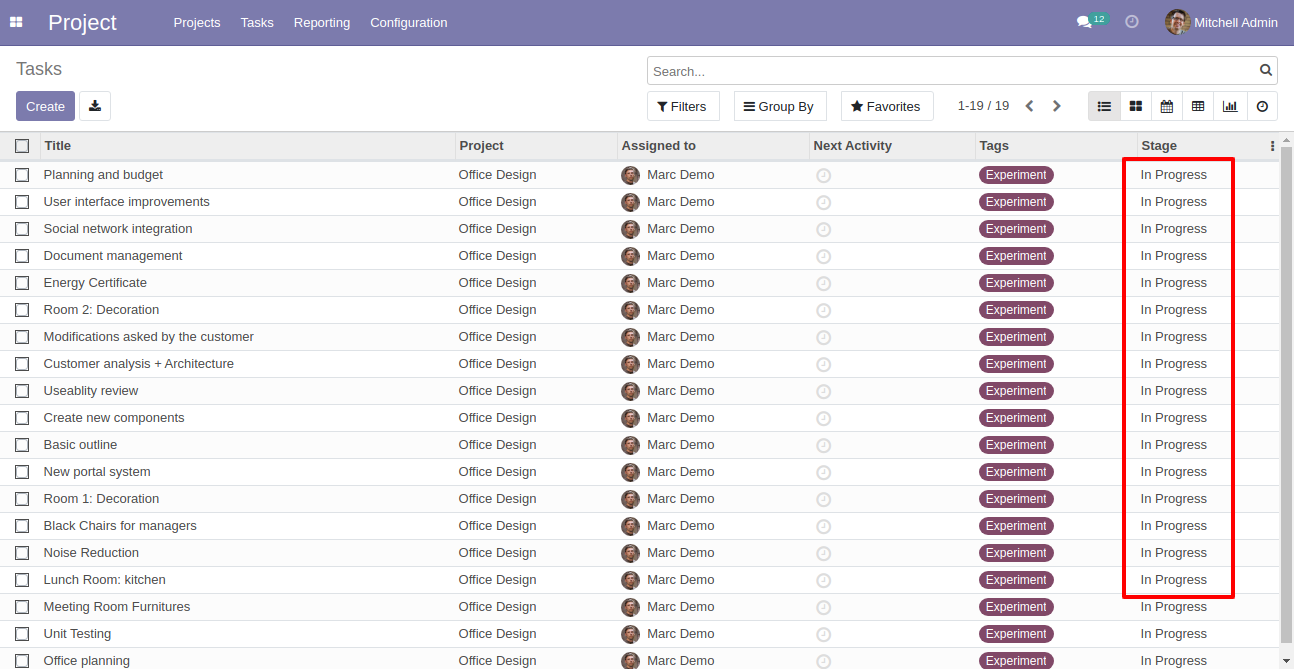 Project Projects Tasks Reporting Configuration 12 Mitchell Admin
Tasks Search...
Create Filters Group By Favorites 1-19 / 19
Title Project Assigned to Next Activity Tags Stage
Planning and budget Office Design Marc Demo Experiment In Progress
User interface improvements Office Design Marc Demo Experiment In Progress
Social network integration Office Design Marc Demo Experiment In Progress
Document management Office Design Marc Demo Experiment In Progress
Energy Certificate Office Design Marc Demo Experiment In Progress
Room 2: Decoration Office Design Marc Demo Experiment In Progress
Modifications asked by the customer Office Design Marc Demo Experiment In Progress
Customer analysis + Architecture Office Design Marc Demo Experiment In Progress
Useablity review Office Design Marc Demo Experiment In Progress
Create new components Office Design Marc Demo Experiment In Progress
Basic outline Office Design Marc Demo Experiment In Progress
New portal system Office Design Marc Demo Experiment In Progress
Room 1: Decoration Office Design Marc Demo Experiment In Progress
Black Chairs for managers Office Design Marc Demo Experiment In Progress
Noise Reduction Office Design Marc Demo Experiment In Progress
Lunch Room: kitchen Office Design Marc Demo Experiment In Progress
Meeting Room Furnitures Office Design Marc Demo Experiment In Progress
Unit Testing Office Design Marc Demo Experiment In Progress
Office planning Office Design Marc Demo Experiment In Progress